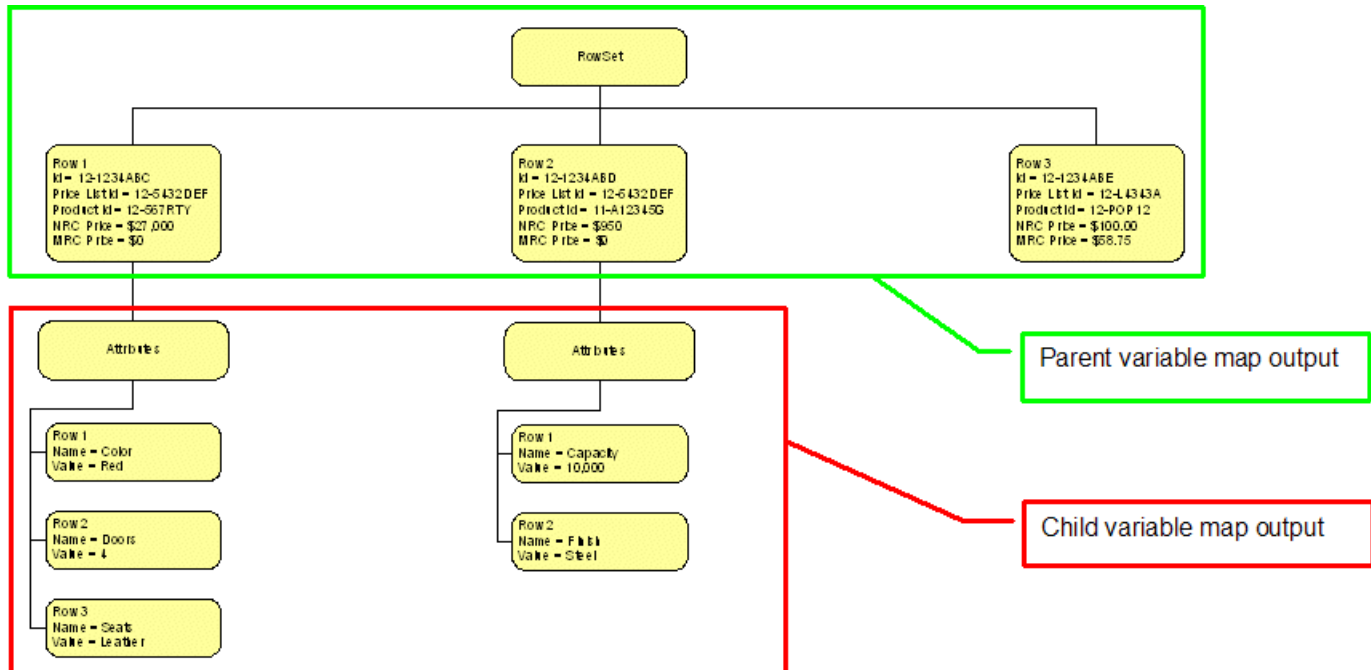 RowSet
Row 1
Id = 12-1234ABC
Price List Id = 12-5432DEF
Product Id = 12-567RTY
NRC Price = $27,000
MRC Price = $0
Row 2
Id = 12-1234ABD
Price List Id = 12-5432DEF
Product Id = 11-A12345G
NRC Price = $950
MRC Price = $0
Row 3
Id = 12-1234ABE
Price List Id = 12-L4343A
Product Id = 12-POP12
NRC Price = $100.00
MRC Price = $58.75
Parent variable map output
Attributes
Row 1
Name = Color
Value = Red
Row 2
Name = Doors
Value = 4
Row 3
Name = Seats
Value = Leather
Attributes
Row 1
Name = Capacity
Value = 10,000
Row 2
Name = Finish
Value = Steel
Child variable map output